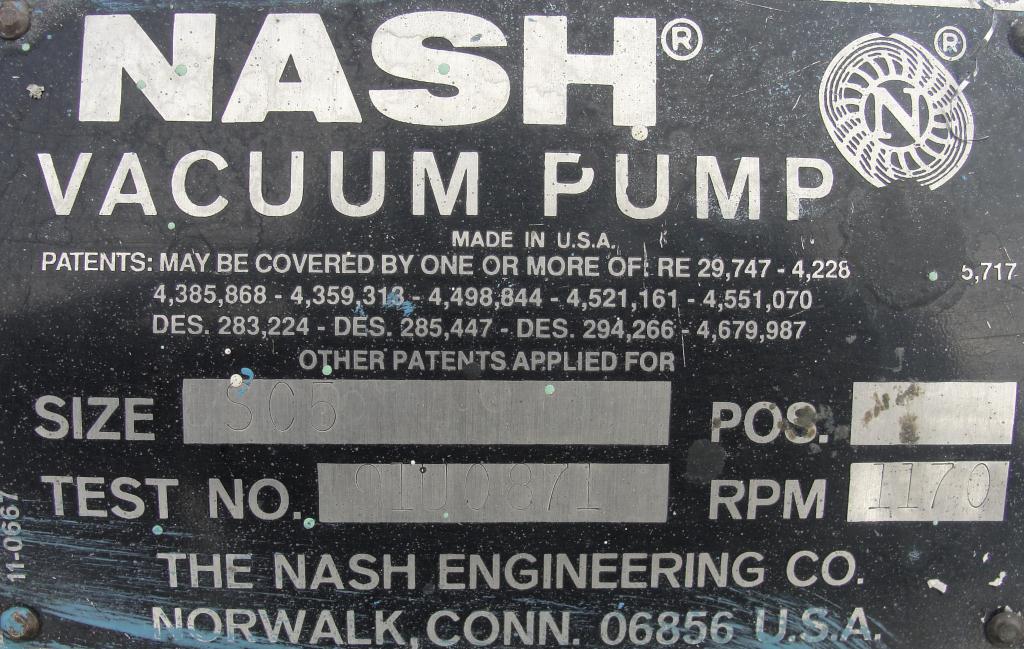 NASH®
N ®
VACUUM PUMP
MADE IN U.S.A.
PATENTS: MAY BE COVERED BY ONE OR MORE OF: RE 29,747 - 4,228 5,717
4,385,868 - 4,359,313 - 4,498,844 - 4,521,161 - 4,551,070
DES. 283,224 - DES. 285,447 - DES. 294,266 - 4,679,987
OTHER PATENTS APPLIED FOR
SIZE SC5 POS.
TEST NO. 91U0871 RPM 1170
THE NASH ENGINEERING CO.
NORWALK, CONN. 06856 U.S.A.
11-0667